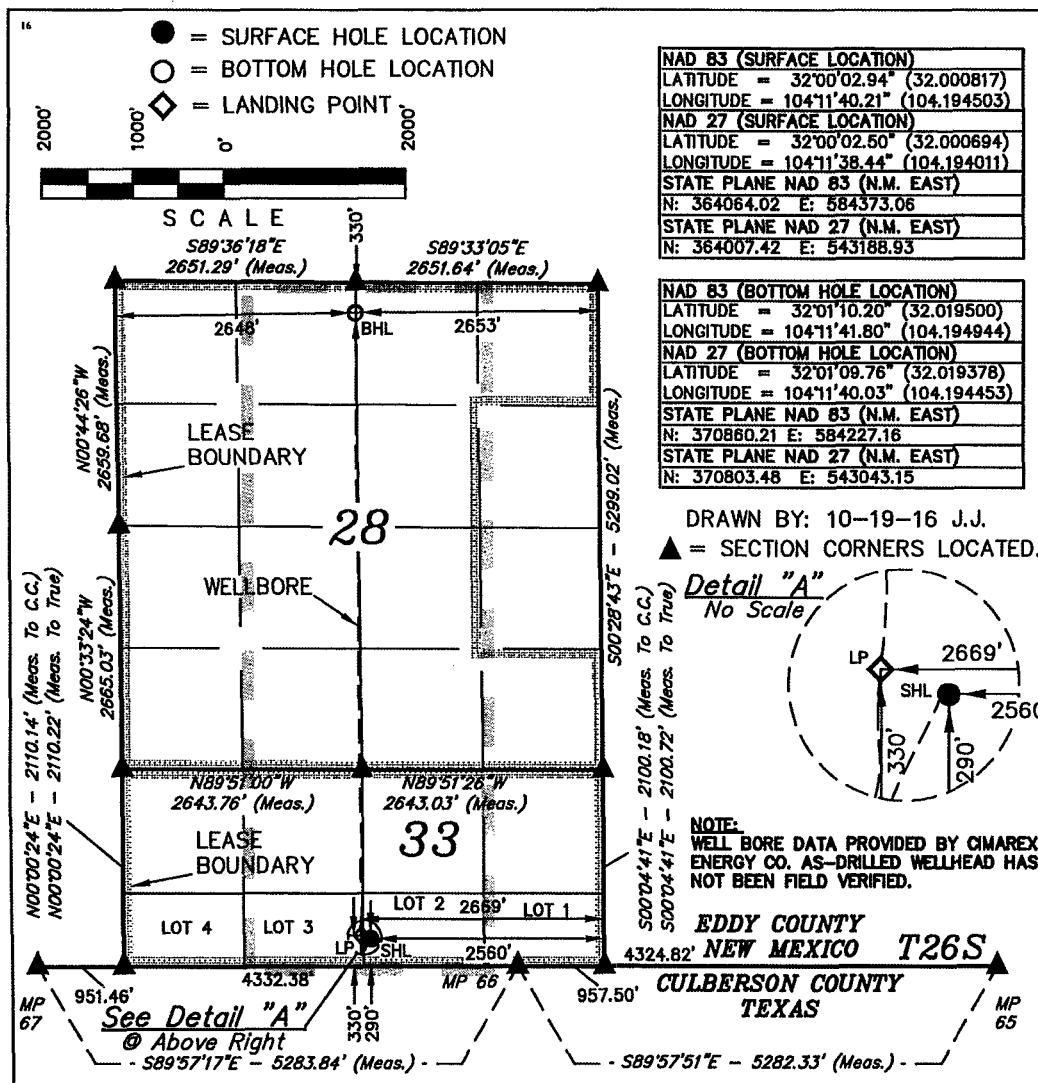 16
● = SURFACE HOLE LOCATION
○ = BOTTOM HOLE LOCATION
◇ = LANDING POINT
2000'
1000'
0'
2000'
SCALE
NAD 83 (SURFACE LOCATION)
LATITUDE = 32°00'02.94" (32.000817)
LONGITUDE = 104°11'40.21" (104.194503)
NAD 27 (SURFACE LOCATION)
LATITUDE = 32°00'02.50" (32.000694)
LONGITUDE = 104°11'38.44" (104.194011)
STATE PLANE NAD 83 (N.M. EAST)
N: 364064.02 E: 584373.06
STATE PLANE NAD 27 (N.M. EAST)
N: 364007.42 E: 543188.93
NAD 83 (BOTTOM HOLE LOCATION)
LATITUDE = 32°01'10.20" (32.019500)
LONGITUDE = 104°11'41.80" (104.194944)
NAD 27 (BOTTOM HOLE LOCATION)
LATITUDE = 32°01'09.76" (32.019378)
LONGITUDE = 104°11'40.03" (104.194453)
STATE PLANE NAD 83 (N.M. EAST)
N: 370860.21 E: 584227.16
STATE PLANE NAD 27 (N.M. EAST)
N: 370803.48 E: 543043.15
S89°36'18"E
2651.29' (Meas.)
330'
S89°33'05"E
2651.64' (Meas.)
2648'
BHL
2653'
N00°44'26"W
2659.68' (Meas.)
LEASE
BOUNDARY
28
WELLBORE
S00°28'43"E - 5299.02' (Meas.)
N00°33'24"W
2665.03' (Meas.)
DRAWN BY: 10-19-16 J.J.
▲ = SECTION CORNERS LOCATED.
Detail "A"
No Scale
LP
2669'
SHL
2560
330'
290'
N00°00'24"E - 2110.14' (Meas. To C.C.)
N00°00'24"E - 2110.22' (Meas. To True)
N89°51'00"W
2643.76' (Meas.)
N89°51'26"W
2643.03' (Meas.)
S00°04'41"E - 2100.18' (Meas. To C.C.)
S00°04'41"E - 2100.72' (Meas. To True)
33
LEASE
BOUNDARY
NOTE:
WELL BORE DATA PROVIDED BY CIMAREX
ENERGY CO. AS-DRILLED WELLHEAD HAS
NOT BEEN FIELD VERIFIED.
LOT 4
LOT 3
LOT 2
2669'
LOT 1
LP
SHL
2560'
EDDY COUNTY
NEW MEXICO
T26S
CULBERSON COUNTY
TEXAS
MP
67
951.46'
4332.38'
MP 66
957.50'
4324.82'
MP
65
See Detail "A"
@ Above Right
330'
290'
S89°57'17"E - 5283.84' (Meas.)
S89°57'51"E - 5282.33' (Meas.)